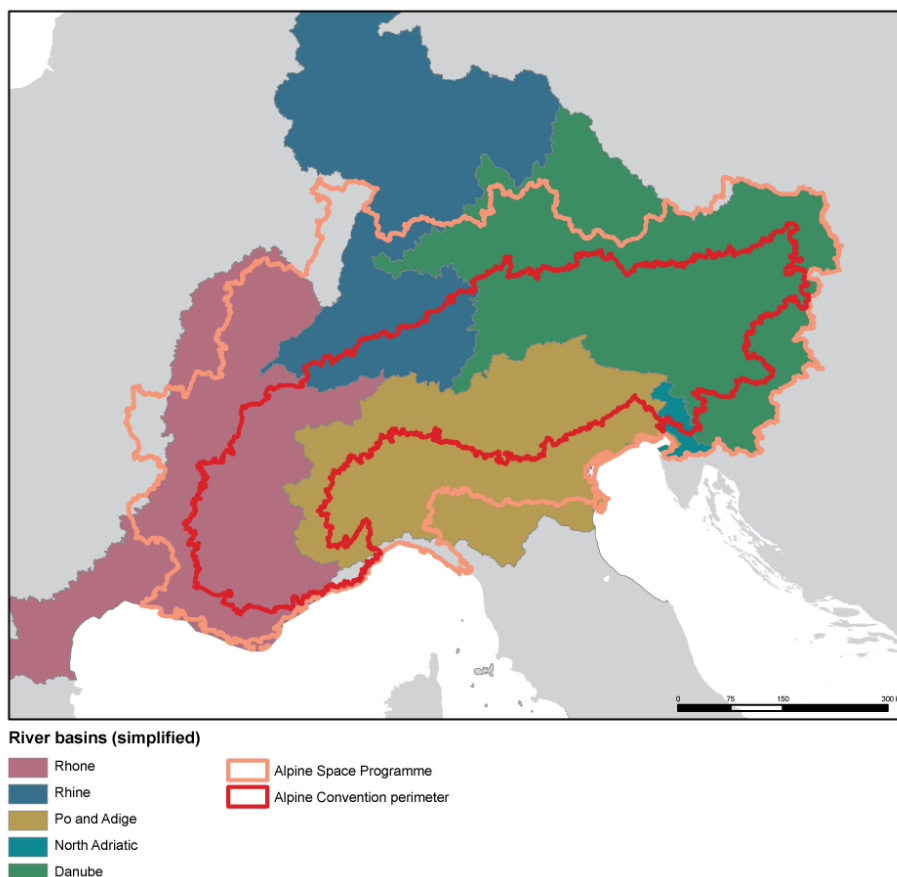 0 75 150 300 k
River basins (simplified)
Rhone
Rhine
Po and Adige
North Adriatic
Danube
Alpine Space Programme
Alpine Convention perimeter